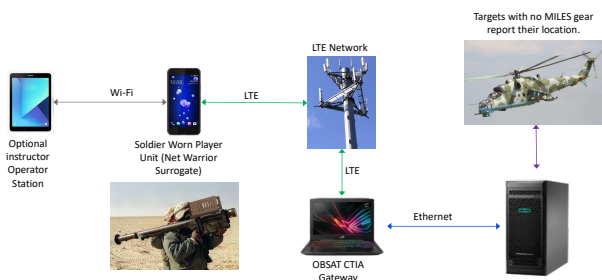 Targets with no MILES gear
report their location.
LTE Network
Wi-Fi
LTE
Optional
instructor
Operator
Station
Soldier Worn Player
Unit (Net Warrior
Surrogate)
LTE
Ethernet
OBSAT CTIA
Gateway